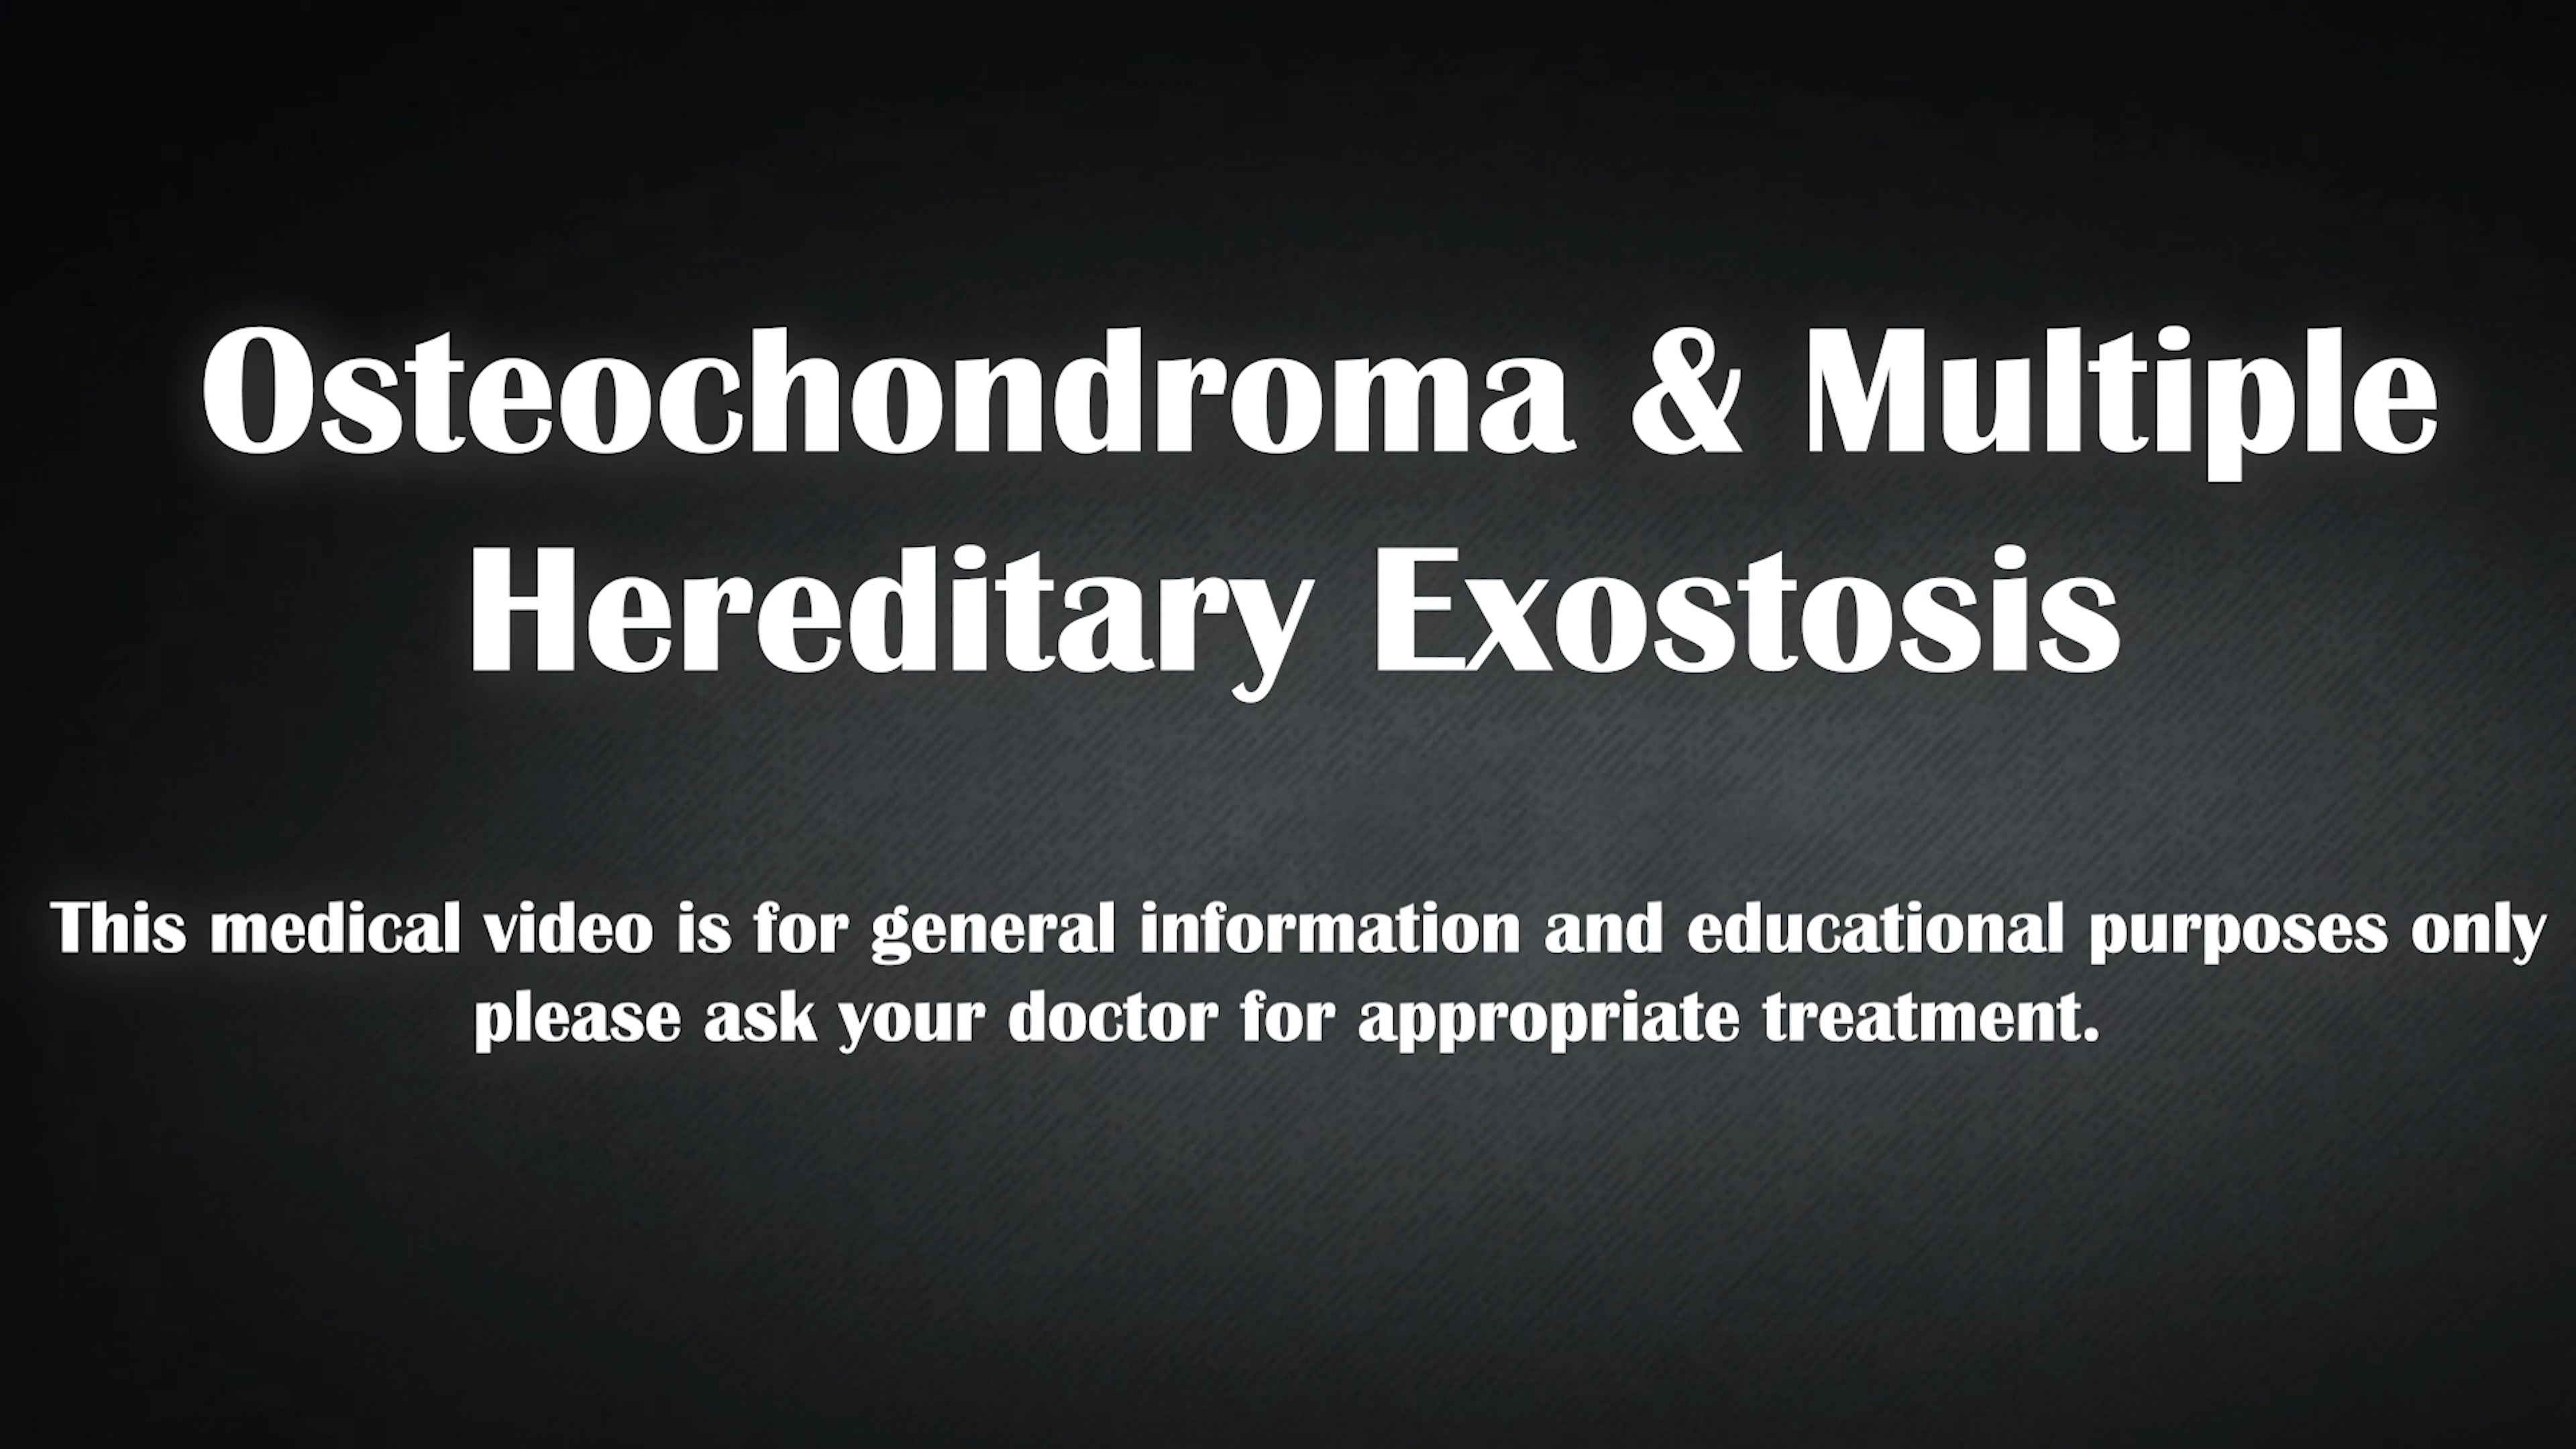 Osteochondroma & Multiple
Hereditary Exostosis
This medical video is for general information and educational purposes only
please ask your doctor for appropriate treatment.